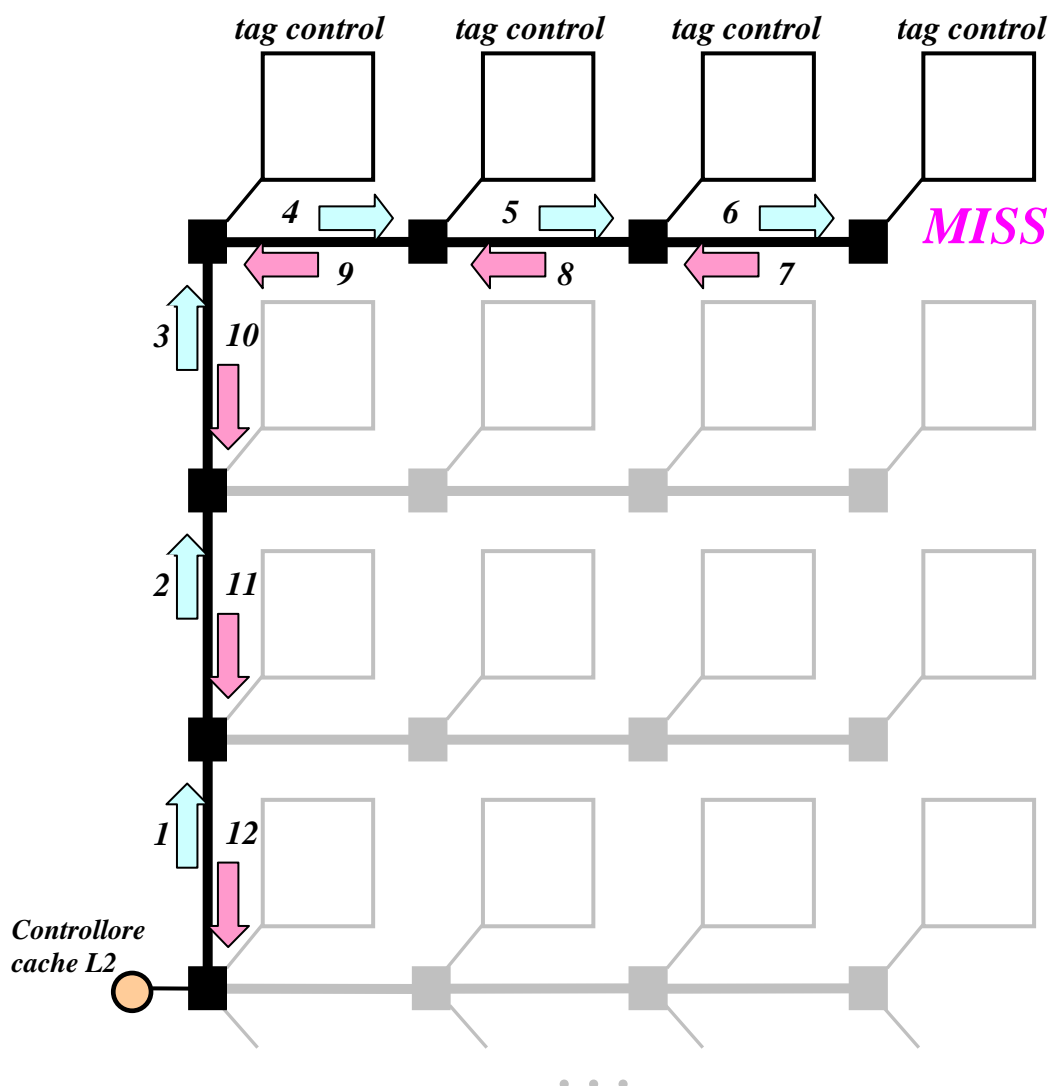 tag control tag control tag control tag control
4 5 6 MISS
9 8 7
3 10
2 11
1 12
Controllore
cache L2
...